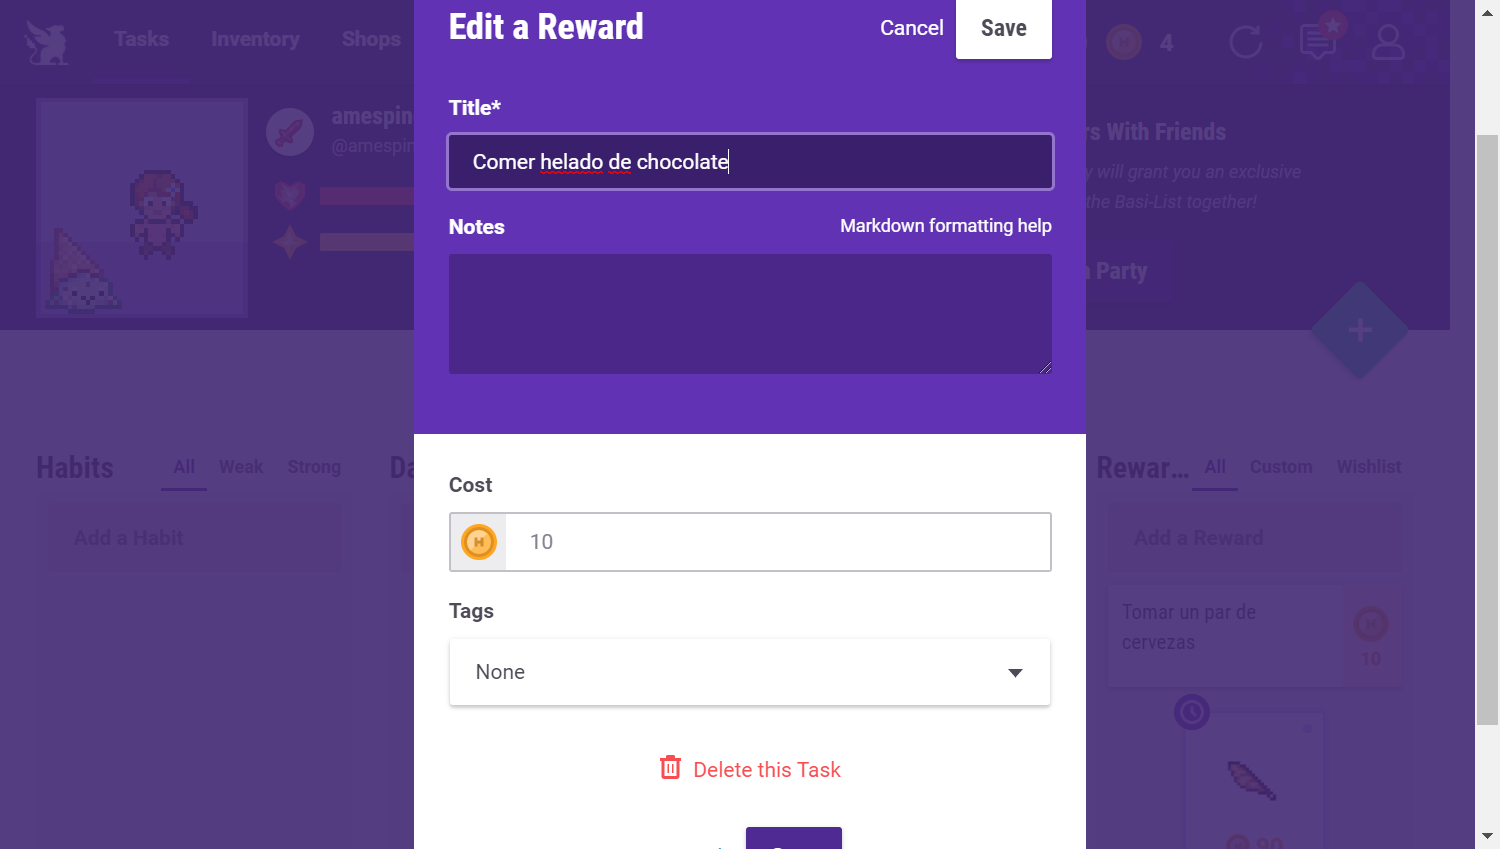 Edit a Reward
Cancel
Save
Title*
Comer helado de chocolate
Notes
Markdown formatting help
Cost
10
Tags
None
Delete this Task
Tasks
Inventory
Shops
4
amespin
@amespin
rs With Friends
y will grant you an exclusive
the Basi-List together!
a Party
Habits
All
Weak
Strong
Da
Rewar...
All
Custom
Wishlist
Add a Habit
Add a Reward
Tomar un par de
cervezas
10